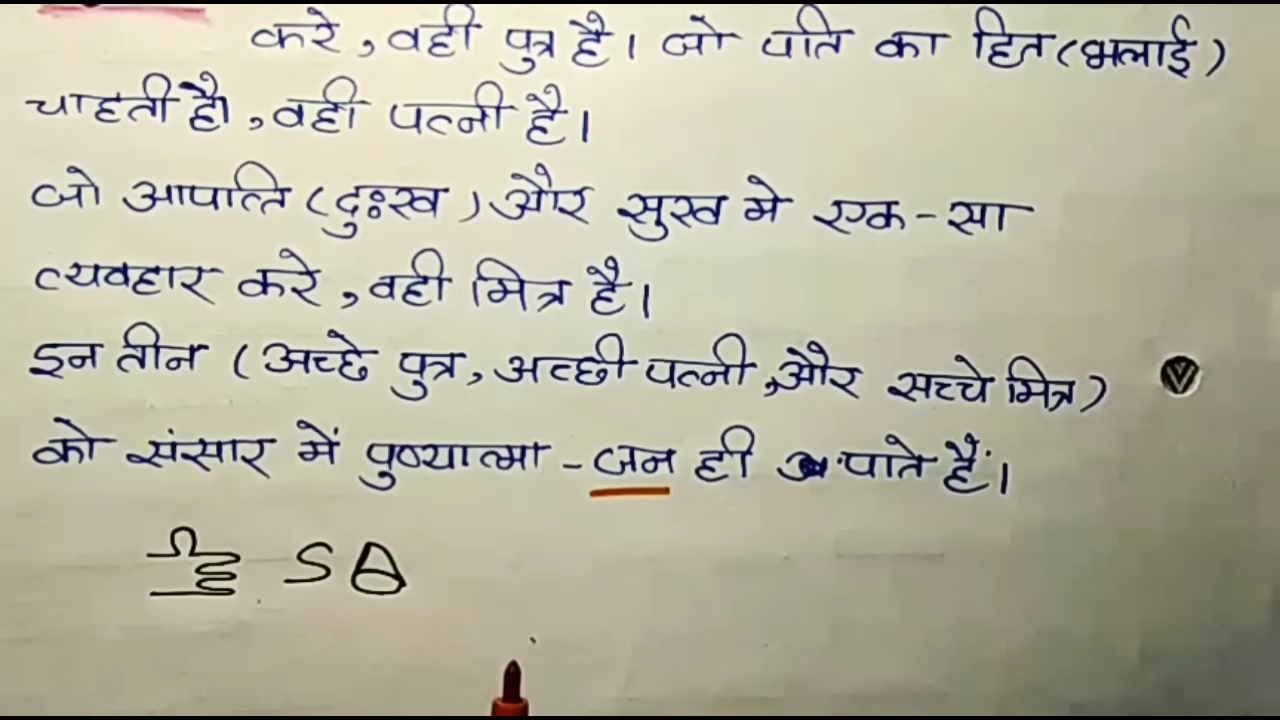 करे, वही पुत्र है। जो पति का हित (भलाई)
चाहती है, वही पत्नी है।
जो आपत्ति (दुःख) और सुख मे एक-सा
व्यवहार करे, वही मित्र है।
इन तीन (अच्छे पुत्र, अच्छी पत्नी, और सच्चे मित्र)
को संसार में पुण्यात्मा-जन ही पाते हैं।